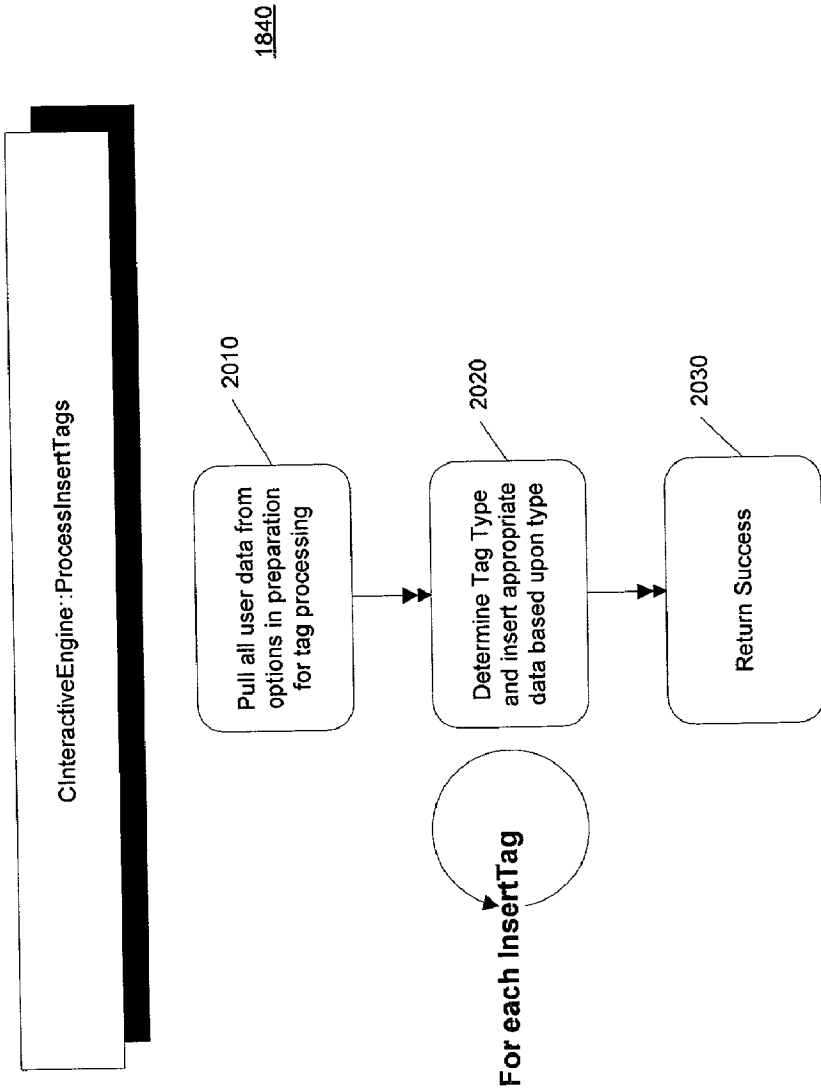 CInteractiveEngine::ProcessInsertTags
1840
2010
Pull all user data from
options in preparation
for tag processing
2020
Determine Tag Type
and insert appropriate
data based upon type
For each InsertTag
2030
Return Success